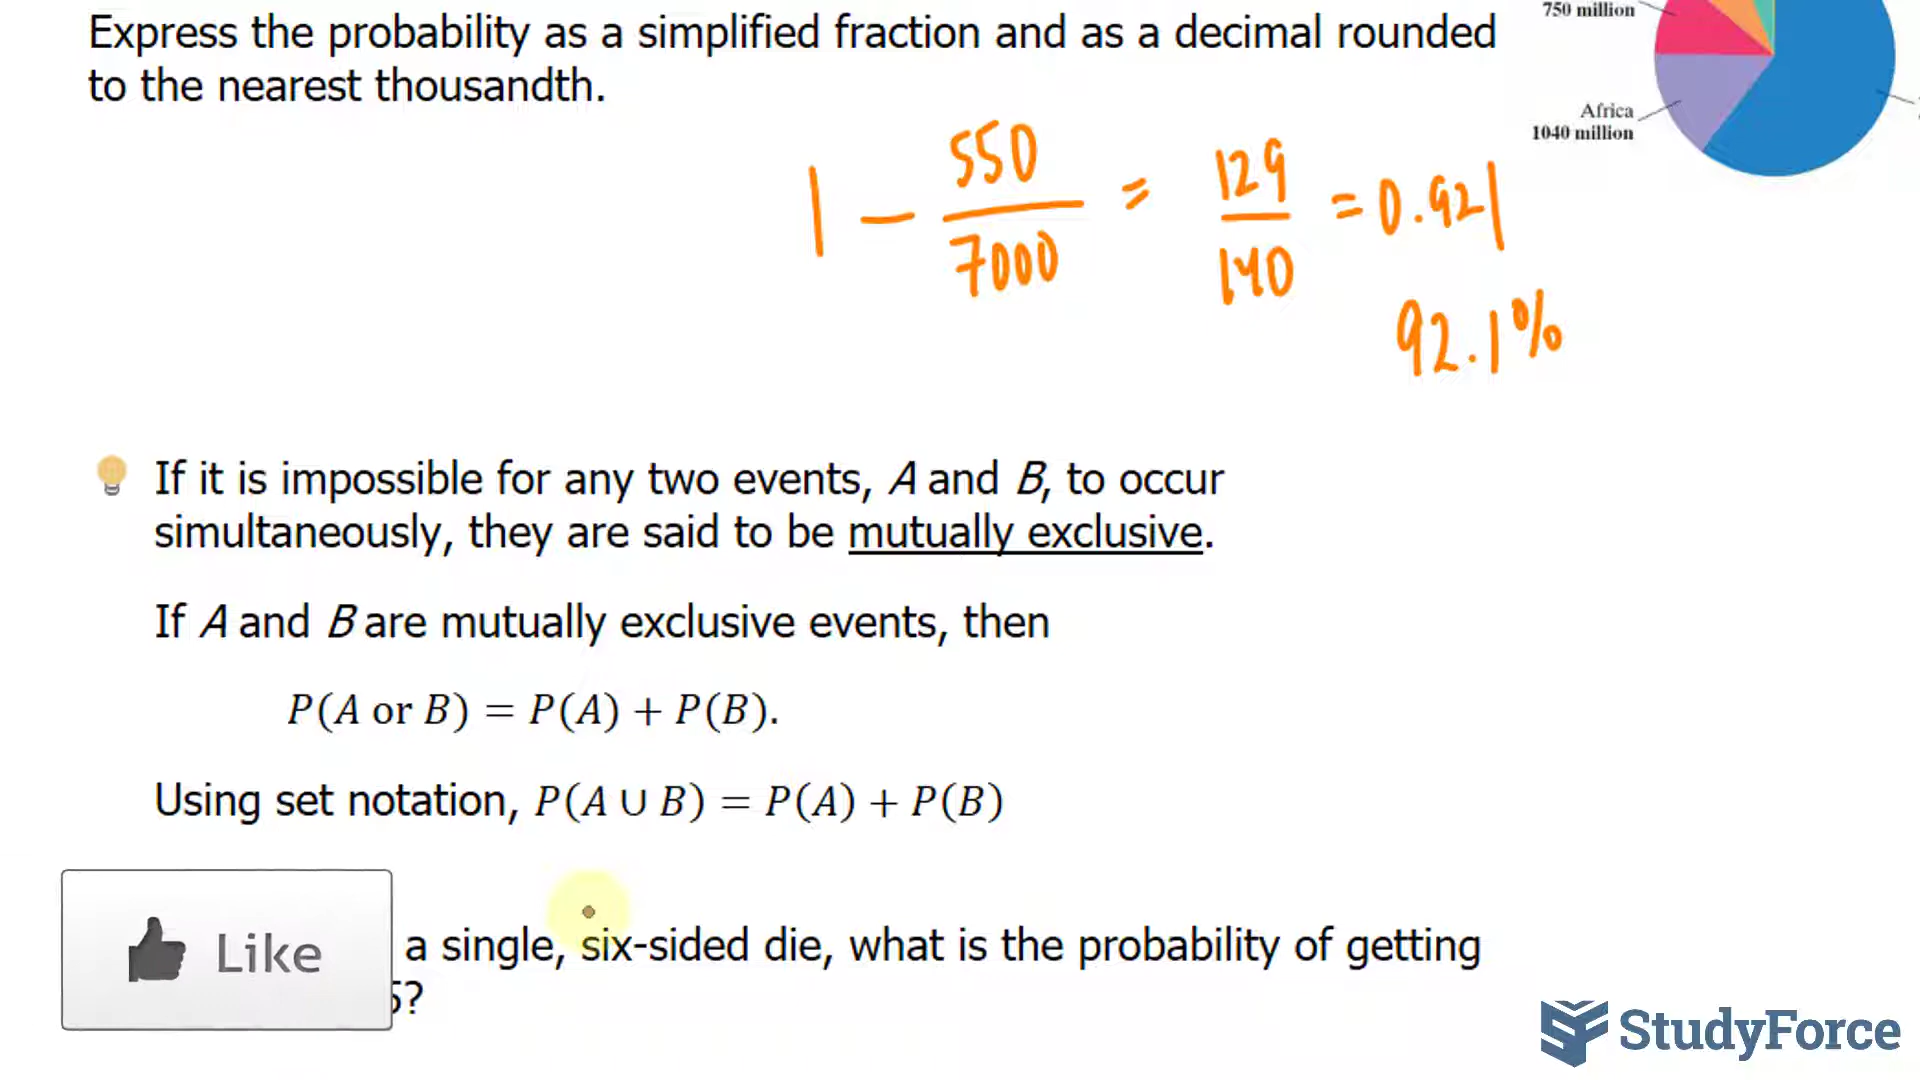 Express the probability as a simplified fraction and as a decimal rounded
to the nearest thousandth.
750 million
Africa
1040 million
1 − 550/7000 = 129/140 = 0.921
92.1%
If it is impossible for any two events, A and B, to occur
simultaneously, they are said to be mutually exclusive.
If A and B are mutually exclusive events, then
P(A or B) = P(A) + P(B).
Using set notation, P(A ∪ B) = P(A) + P(B)
Like
a single, six-sided die, what is the probability of getting
5?
StudyForce